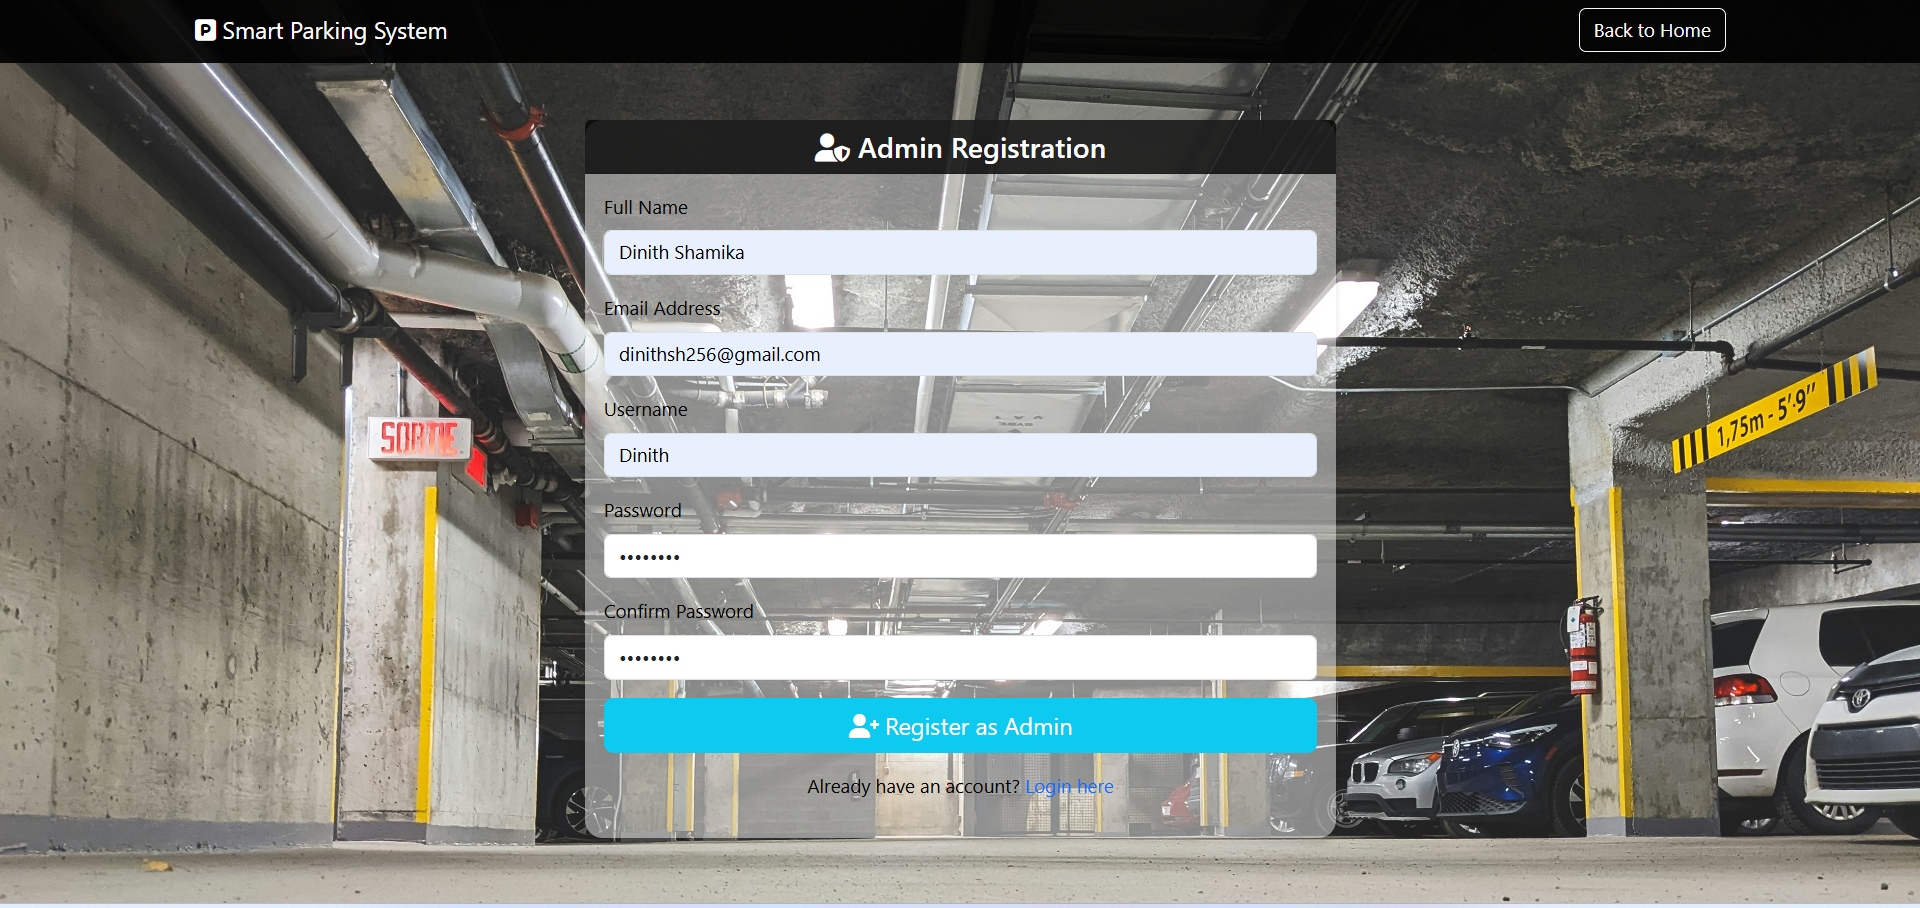 P Smart Parking System
Back to Home
Admin Registration
Full Name
Dinith Shamika
Email Address
dinithsh256@gmail.com
Username
Dinith
Password
••••••••
Confirm Password
••••••••
Register as Admin
Already have an account? Login here
SORTIE
1,75m - 5'-9"